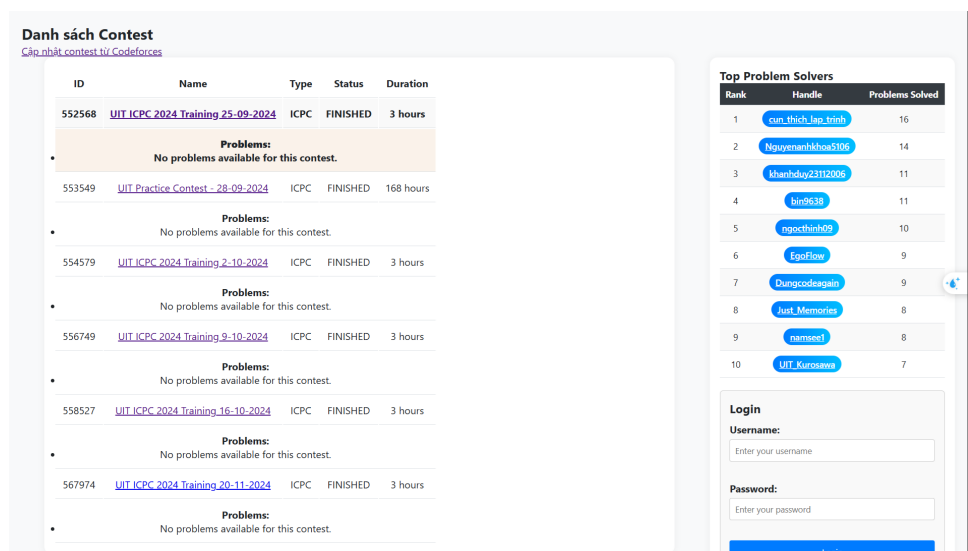 Danh sách Contest
Cập nhật contest từ Codeforces
ID Name Type Status Duration
552568 UIT ICPC 2024 Training 25-09-2024 ICPC FINISHED 3 hours
Problems:
No problems available for this contest.
553549 UIT Practice Contest - 28-09-2024 ICPC FINISHED 168 hours
Problems:
No problems available for this contest.
554579 UIT ICPC 2024 Training 2-10-2024 ICPC FINISHED 3 hours
Problems:
No problems available for this contest.
556749 UIT ICPC 2024 Training 9-10-2024 ICPC FINISHED 3 hours
Problems:
No problems available for this contest.
558527 UIT ICPC 2024 Training 16-10-2024 ICPC FINISHED 3 hours
Problems:
No problems available for this contest.
567974 UIT ICPC 2024 Training 20-11-2024 ICPC FINISHED 3 hours
Problems:
No problems available for this contest.
Top Problem Solvers
Rank Handle Problems Solved
1 cun_thich_lap_trinh 16
2 Nguyenanhkhoa5106 14
3 khanhduy23112006 11
4 bin9638 11
5 ngocthinh09 10
6 EgoFlow 9
7 Dungcodeagain 9
8 Just_Memories 8
9 namsee1 8
10 UIT_Kurosawa 7
Login
Username:
Enter your username
Password:
Enter your password